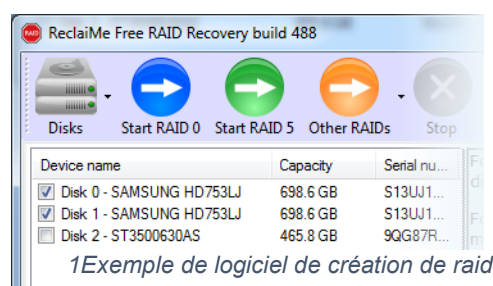 RAID ReclaiMe Free RAID Recovery build 488
Disks Start RAID 0 Start RAID 5 Other RAIDs Stop
Device name Capacity Serial nu...
Disk 0 - SAMSUNG HD753LJ 698.6 GB S13UJ1...
Disk 1 - SAMSUNG HD753LJ 698.6 GB S13UJ1...
Disk 2 - ST3500630AS 465.8 GB 9QG87R...
1Exemple de logiciel de création de raid